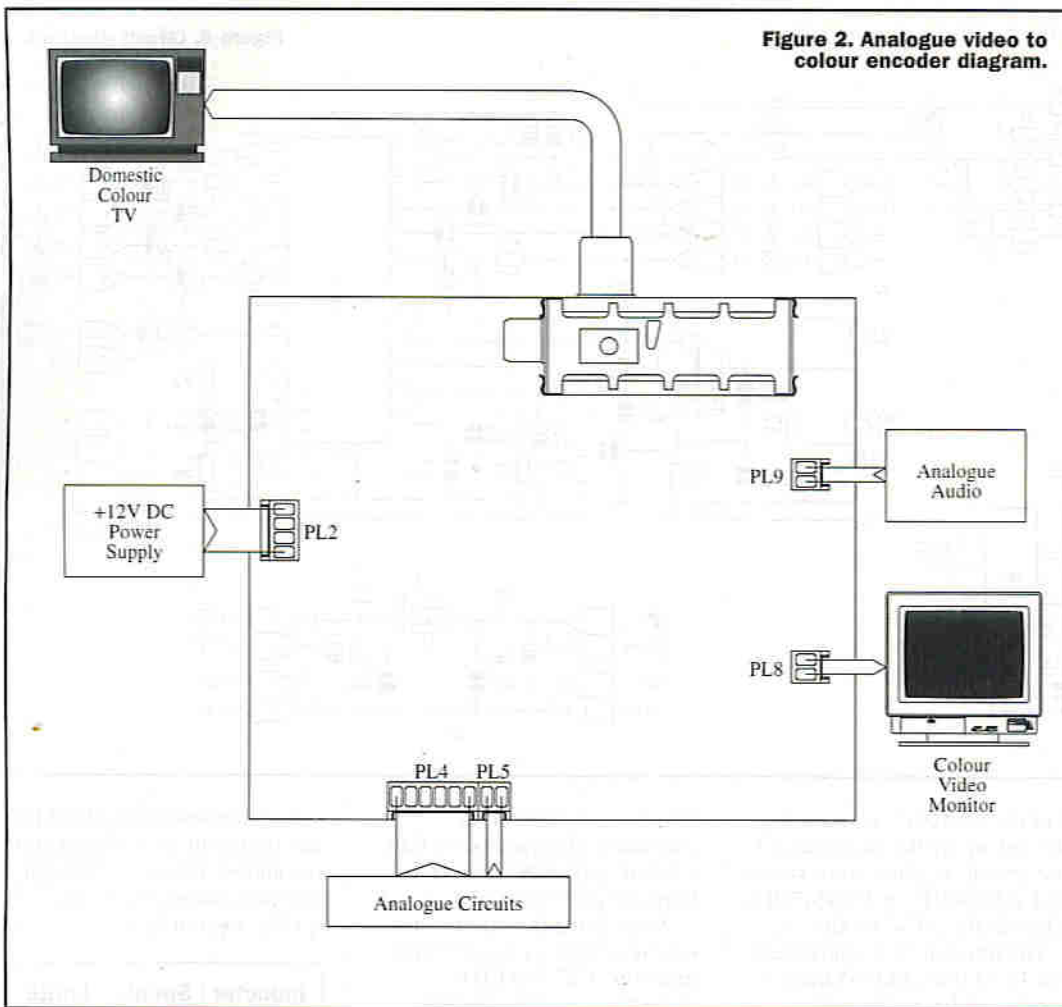 Figure 2. Analogue video to
colour encoder diagram.
Domestic
Colour
TV
PL9
Analogue
Audio
+12V DC
Power
Supply
PL2
PL8
Colour
Video
Monitor
PL4
PL5
Analogue Circuits